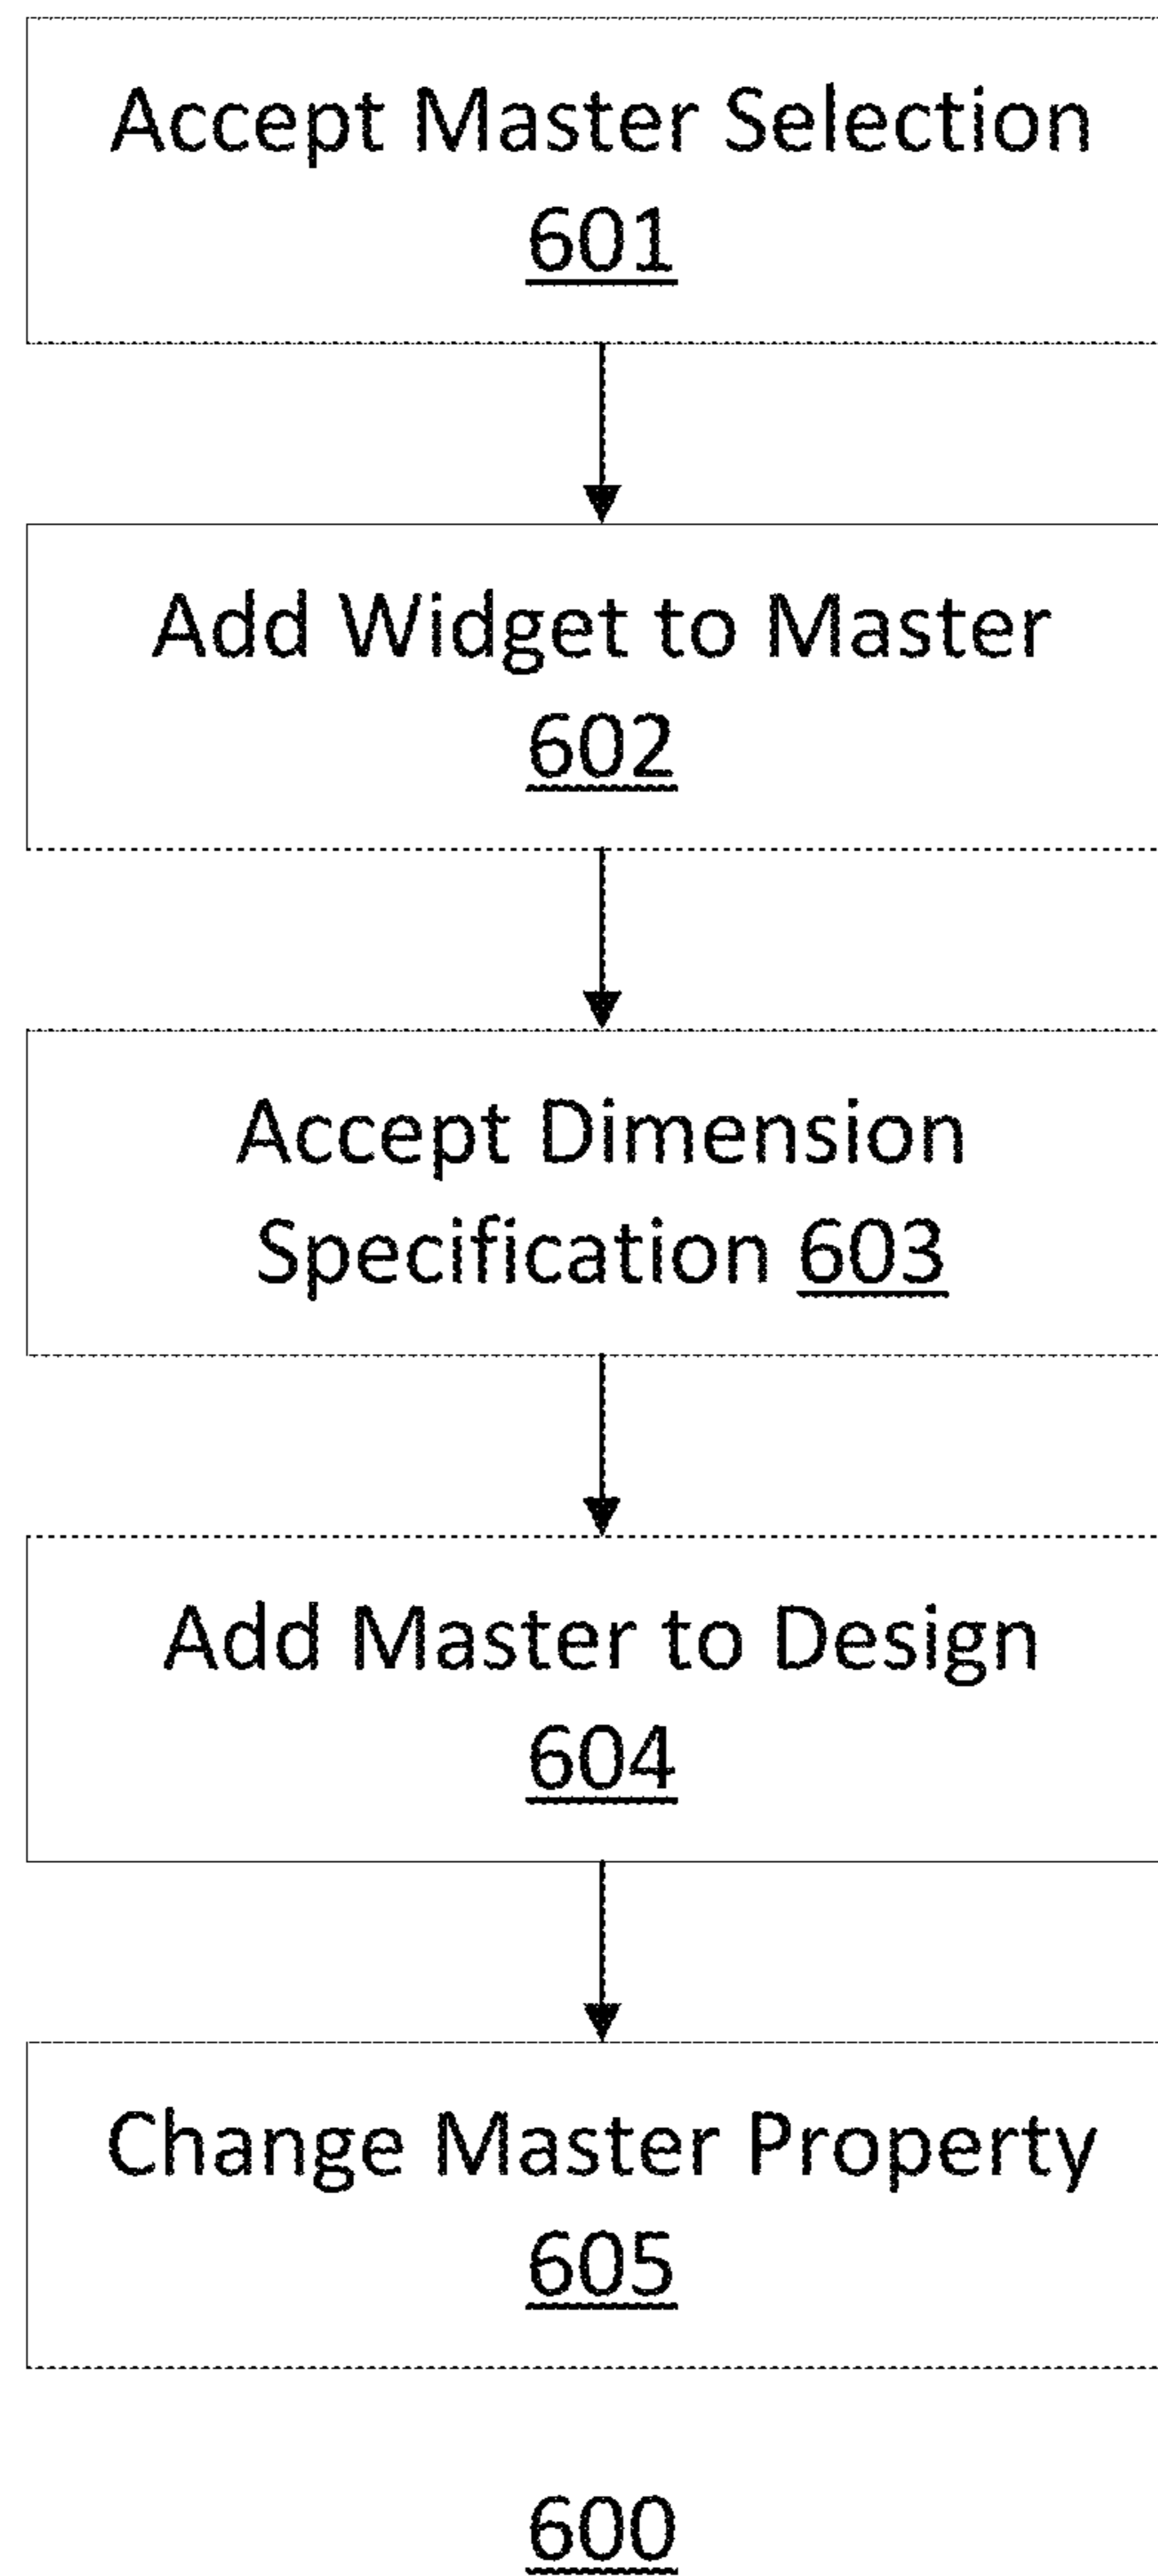 Accept Master Selection
601
Add Widget to Master
602
Accept Dimension
Specification 603
Add Master to Design
604
Change Master Property
605
600